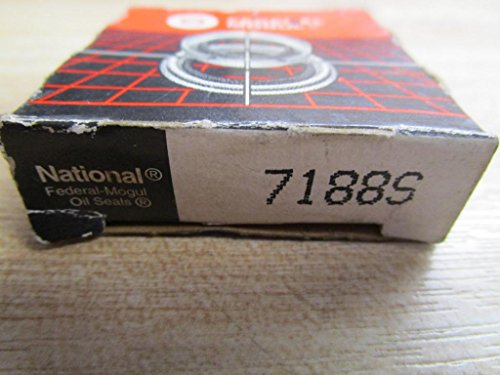 National®
Federal-Mogul
Oil Seals®
7188S